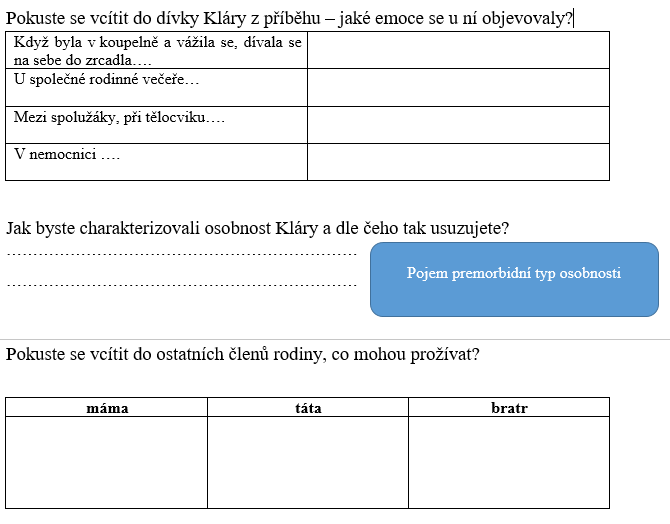 Pokuste se vcítit do dívky Kláry z příběhu – jaké emoce se u ní objevovaly?
Když byla v koupelně a vážila se, dívala se
na sebe do zrcadla….
U společné rodinné večeře…
Mezi spolužáky, při tělocviku….
V nemocnici ….
Jak byste charakterizovali osobnost Kláry a dle čeho tak usuzujete?
……………………………………………………………
Pojem premorbidní typ osobnosti
……………………………………………………………
Pokuste se vcítit do ostatních členů rodiny, co mohou prožívat?
máma táta bratr